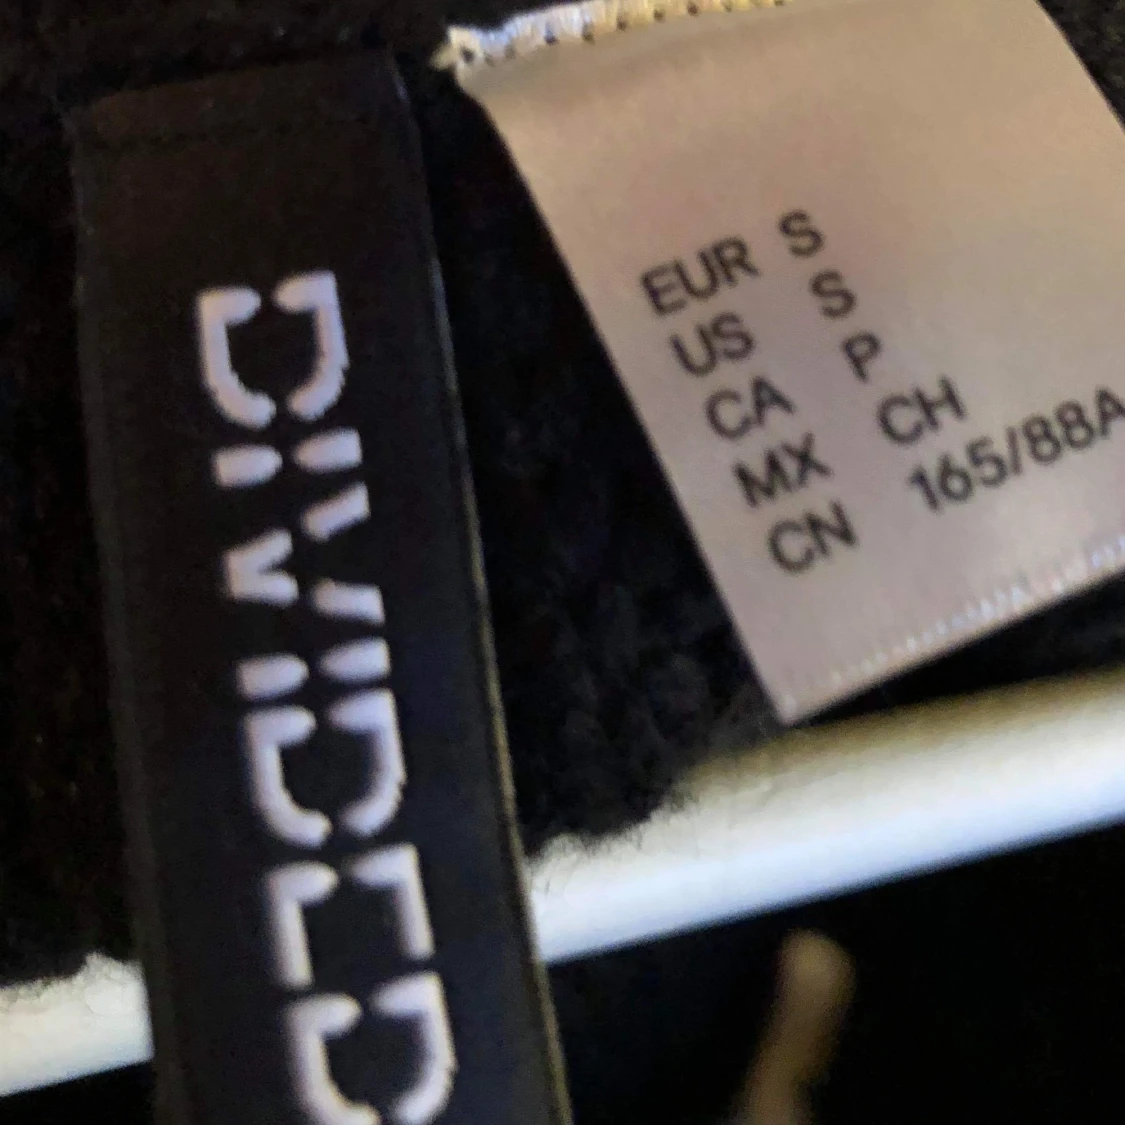 DIVIDED
EUR S
US S
CA P
MX CH
CN 165/88A